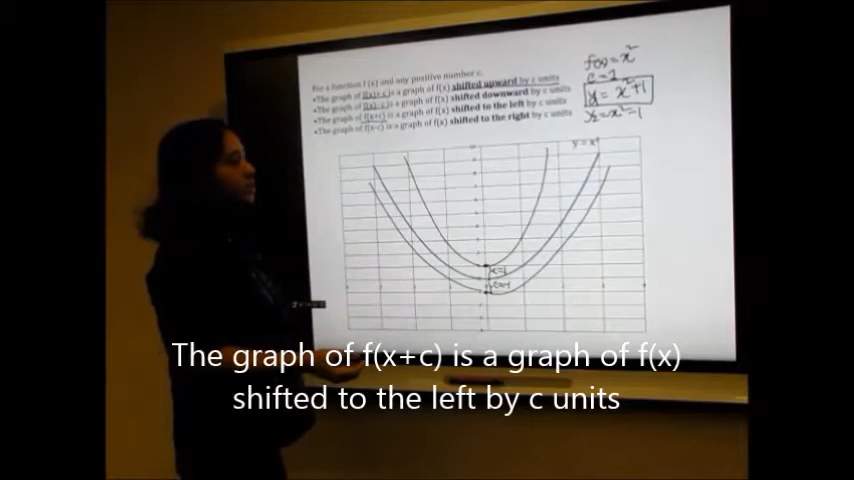 For a function f (x) and any positive number c:
•The graph of f(x)+c is a graph of f(x) shifted upward by c units
•The graph of f(x)-c is a graph of f(x) shifted downward by c units
•The graph of f(x+c) is a graph of f(x) shifted to the left by c units
•The graph of f(x-c) is a graph of f(x) shifted to the right by c units
f(x)=x²
c=1
y=x²+1
y₂=x²-1
y=x²
c=1
c=-1
The graph of f(x+c) is a graph of f(x)
shifted to the left by c units